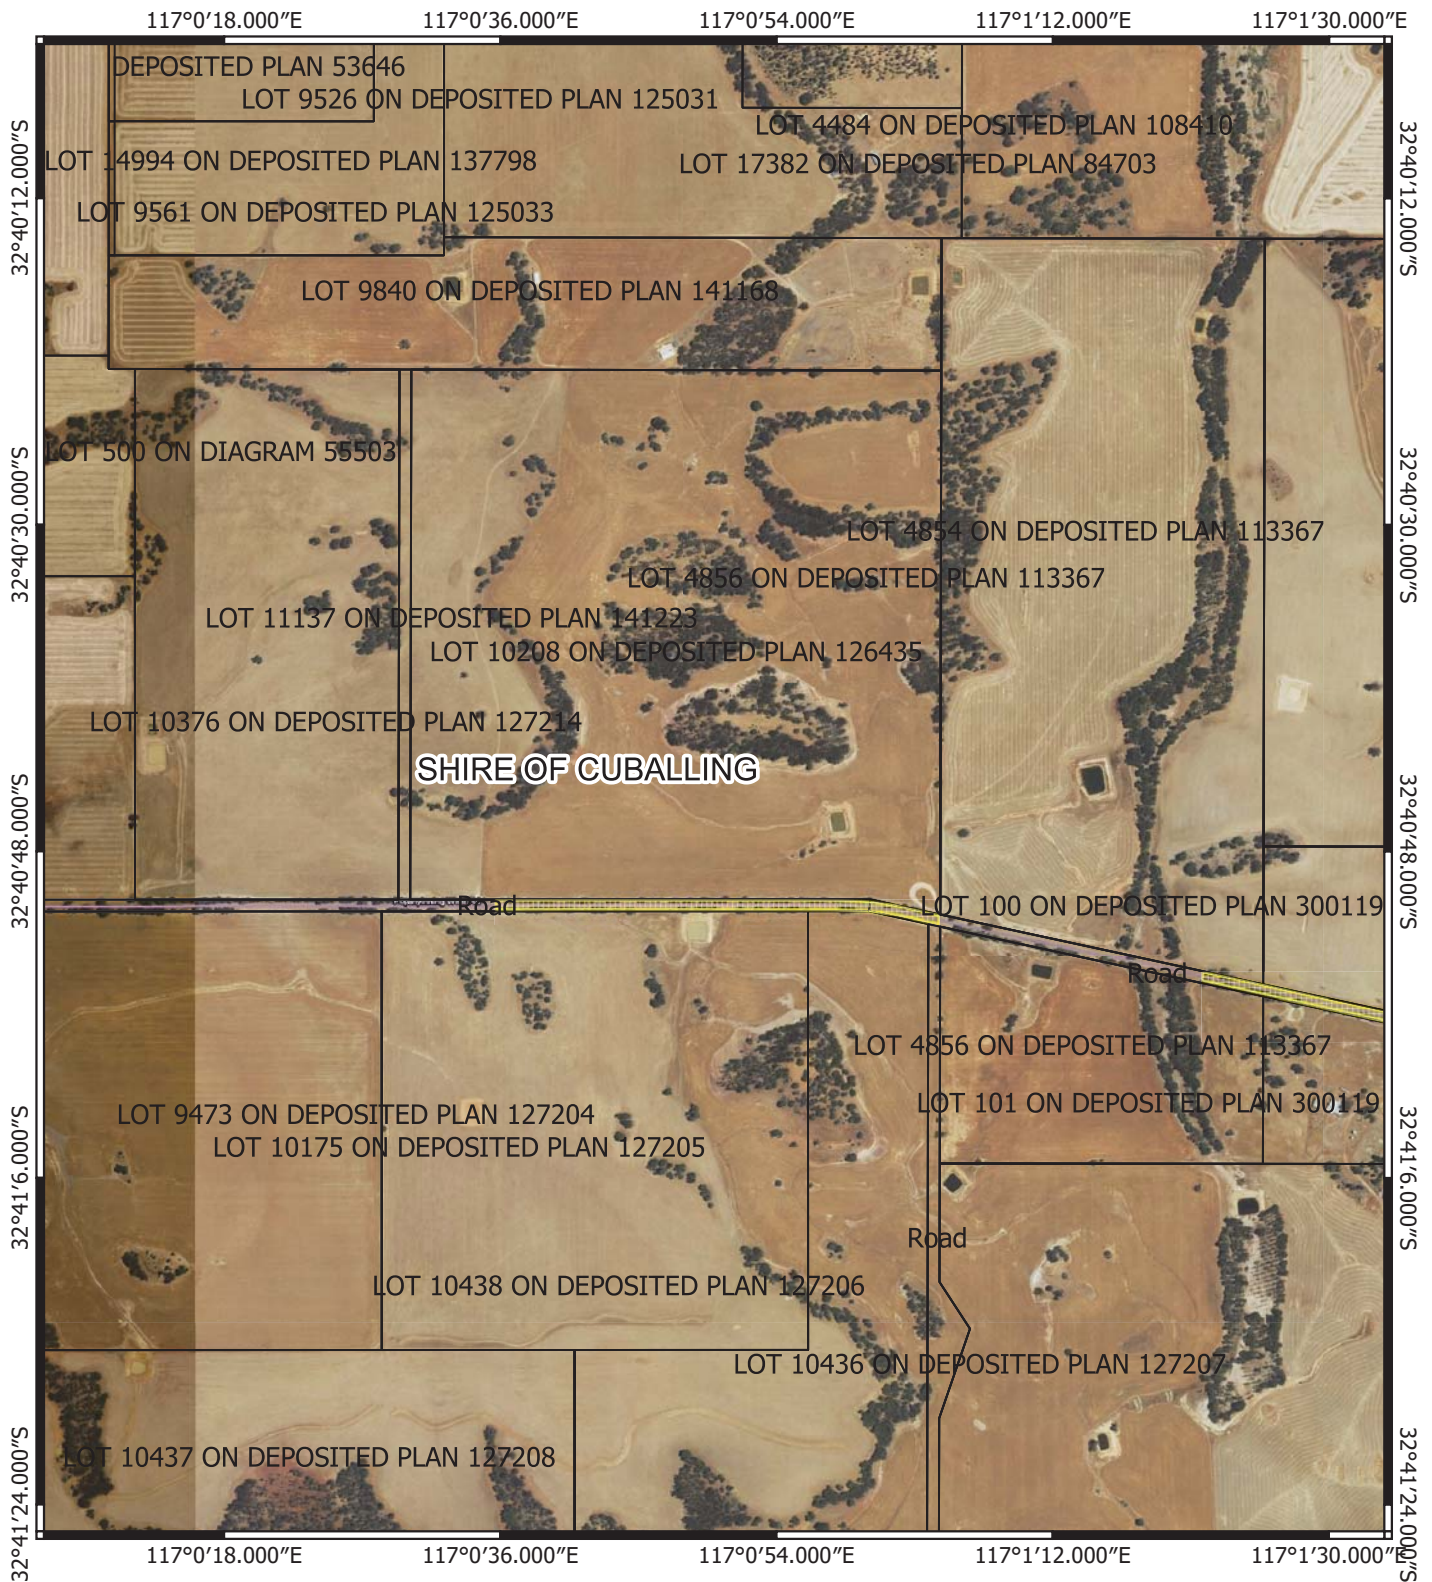 117°0'18.000"E 117°0'36.000"E 117°0'54.000"E 117°1'12.000"E 117°1'30.000"E
DEPOSITED PLAN 53646
LOT 9526 ON DEPOSITED PLAN 125031
LOT 4484 ON DEPOSITED PLAN 108410
LOT 14994 ON DEPOSITED PLAN 137798
LOT 17382 ON DEPOSITED PLAN 84703
32°40'12.000"S 32°40'12.000"S
LOT 9561 ON DEPOSITED PLAN 125033
LOT 9840 ON DEPOSITED PLAN 141168
LOT 500 ON DIAGRAM 55503
32°40'30.000"S 32°40'30.000"S
LOT 4854 ON DEPOSITED PLAN 113367
LOT 4856 ON DEPOSITED PLAN 113367
LOT 11137 ON DEPOSITED PLAN 141223
LOT 10208 ON DEPOSITED PLAN 126435
LOT 10376 ON DEPOSITED PLAN 127214
SHIRE OF CUBALLING
32°40'48.000"S 32°40'48.000"S
Road
LOT 100 ON DEPOSITED PLAN 300119
Road
LOT 4856 ON DEPOSITED PLAN 113367
LOT 101 ON DEPOSITED PLAN 300119
LOT 9473 ON DEPOSITED PLAN 127204
LOT 10175 ON DEPOSITED PLAN 127205
32°41'6.000"S 32°41'6.000"S
Road
LOT 10438 ON DEPOSITED PLAN 127206
LOT 10436 ON DEPOSITED PLAN 127207
LOT 10437 ON DEPOSITED PLAN 127208
32°41'24.000"S 32°41'24.000"S
117°0'18.000"E 117°0'36.000"E 117°0'54.000"E 117°1'12.000"E 117°1'30.000"E